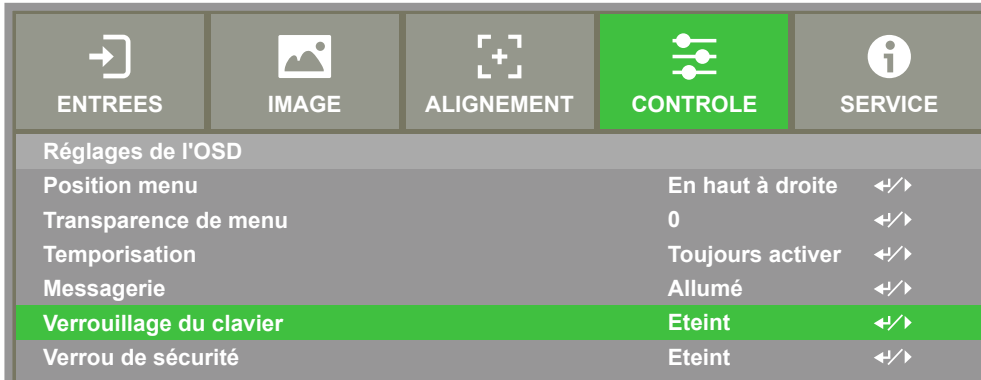 ENTREES IMAGE ALIGNEMENT CONTROLE SERVICE
Réglages de l'OSD
Position menu En haut à droite
Transparence de menu 0
Temporisation Toujours activer
Messagerie Allumé
Verrouillage du clavier Eteint
Verrou de sécurité Eteint